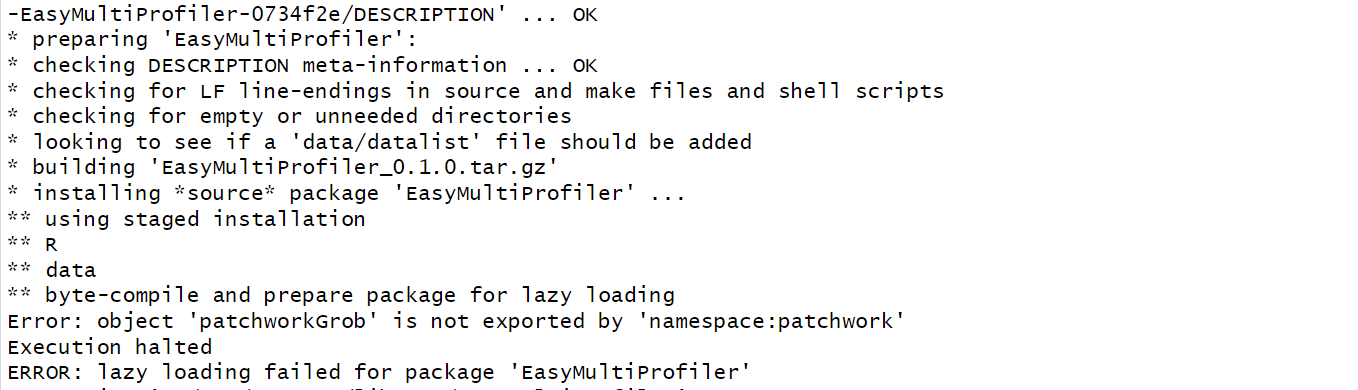 -EasyMultiProfiler-0734f2e/DESCRIPTION' ... OK
* preparing 'EasyMultiProfiler':
* checking DESCRIPTION meta-information ... OK
* checking for LF line-endings in source and make files and shell scripts
* checking for empty or unneeded directories
* looking to see if a 'data/datalist' file should be added
* building 'EasyMultiProfiler_0.1.0.tar.gz'
* installing *source* package 'EasyMultiProfiler' ...
** using staged installation
** R
** data
** byte-compile and prepare package for lazy loading
Error: object 'patchworkGrob' is not exported by 'namespace:patchwork'
Execution halted
ERROR: lazy loading failed for package 'EasyMultiProfiler'